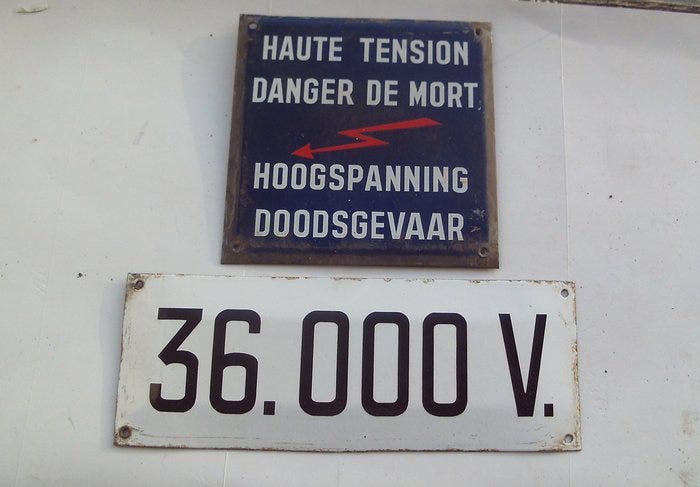 HAUTE TENSION
DANGER DE MORT
HOOGSPANNING
DOODSGEVAAR
36.000 V.